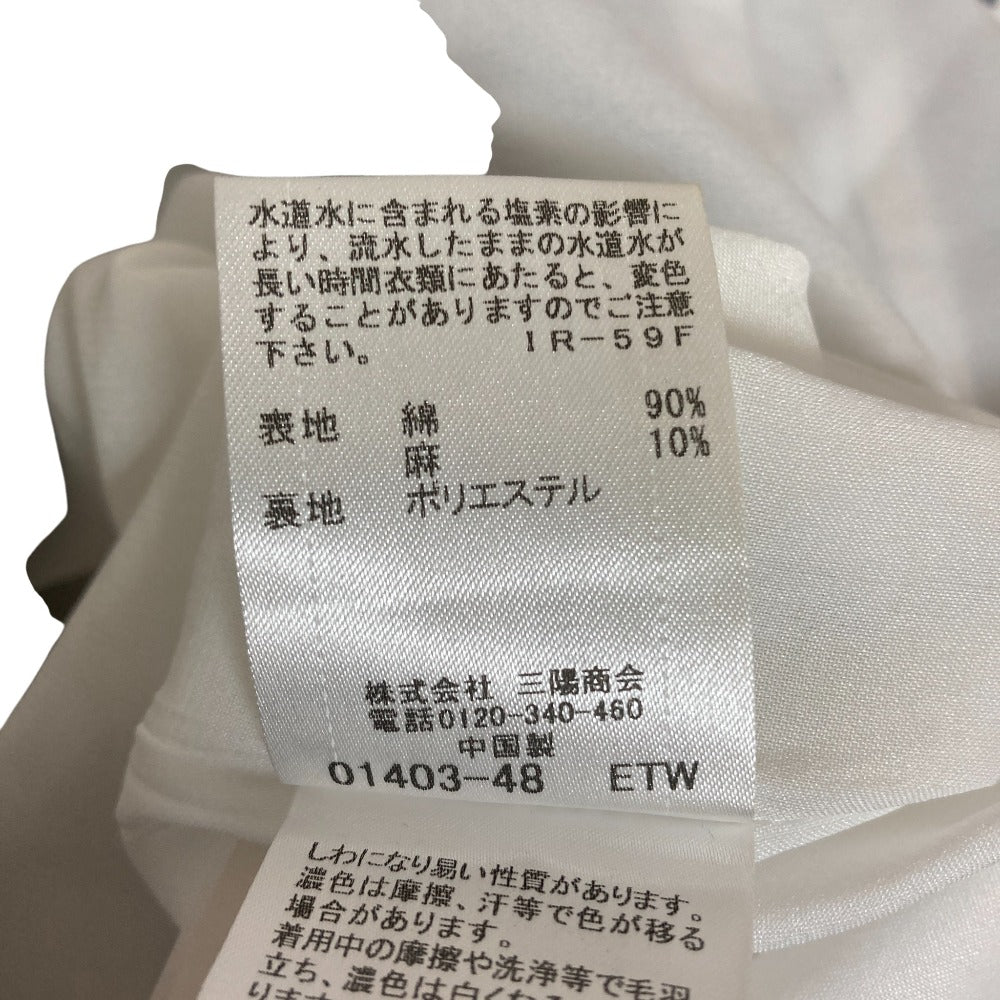 水道水に含まれる塩素の影響に
より、流水したままの水道水が
長い時間衣類にあたると、変色
することがありますのでご注意
下さい。 IR-59F
表地 綿 90%
麻 10%
裏地 ポリエステル
株式会社 三陽商会
電話0120-340-460
中国製
01403-48 ETW
しわになり易い性質があります。
濃色は摩擦、汗等で色が移る
場合があります。
着用中の摩擦や洗浄等で毛羽
立ち、濃色は白くなる
ります